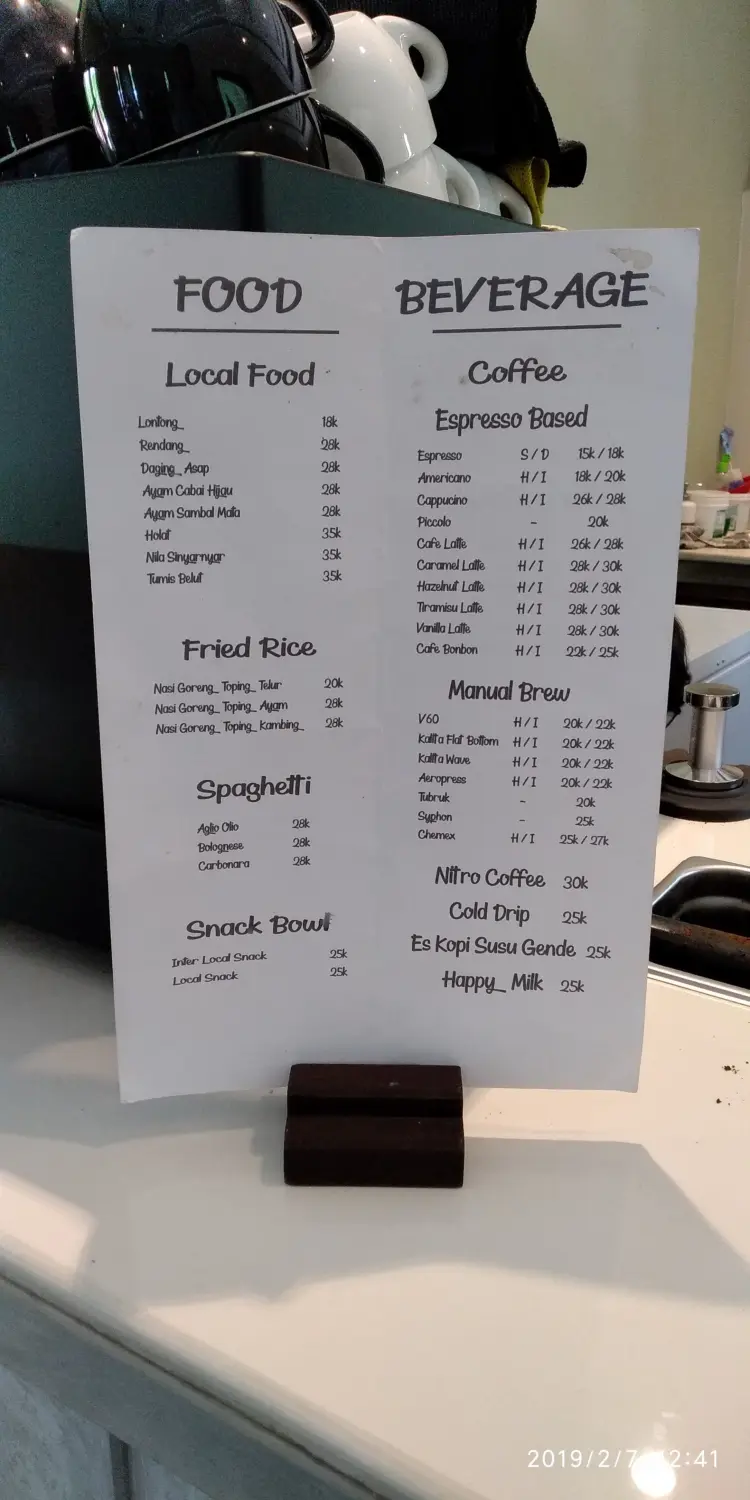 FOOD
Local Food
Lontong_ 18k
Rendang_ 28k
Daging_ Asap 28k
Ayam Cabai Hijau 28k
Ayam Sambal Mata 28k
Holat 35k
Nila Sinyarnyar 35k
Tumis Belut 35k
Fried Rice
Nasi Goreng_ Toping_ Telur 20k
Nasi Goreng_ Toping_ Ayam 28k
Nasi Goreng_ Toping_ Kambing_ 28k
Spaghetti
Aglio Olio 28k
Bolognese 28k
Carbonara 28k
Snack Bowl
Inter Local Snack 25k
Local Snack 25k
BEVERAGE
Coffee
Espresso Based
Espresso S / D 15k / 18k
Americano H / I 18k / 20k
Cappucino H / I 26k / 28k
Piccolo - 20k
Cafe Latte H / I 26k / 28k
Caramel Latte H / I 28k / 30k
Hazelnut Latte H / I 28k / 30k
Tiramisu Latte H / I 28k / 30k
Vanilla Latte H / I 28k / 30k
Cafe Bonbon H / I 22k / 25k
Manual Brew
V60 H / I 20k / 22k
Kalita Flat Bottom H / I 20k / 22k
Kalita Wave H / I 20k / 22k
Aeropress H / I 20k / 22k
Tubruk - 20k
Syphon - 25k
Chemex H / I 25k / 27k
Nitro Coffee 30k
Cold Drip 25k
Es Kopi Susu Gende 25k
Happy_ Milk 25k
2019/2/7 2:41